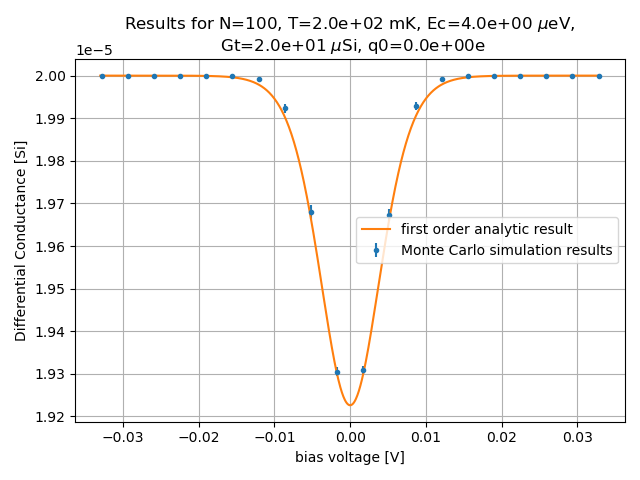 Results for N=100, T=2.0e+02 mK, Ec=4.0e+00 μeV,
Gt=2.0e+01 μSi, q0=0.0e+00e
1e−5
2.00
1.99
1.98
1.97
1.96
1.95
1.94
1.93
1.92
Differential Conductance [Si]
first order analytic result
Monte Carlo simulation results
−0.03
−0.02
−0.01
0.00
0.01
0.02
0.03
bias voltage [V]